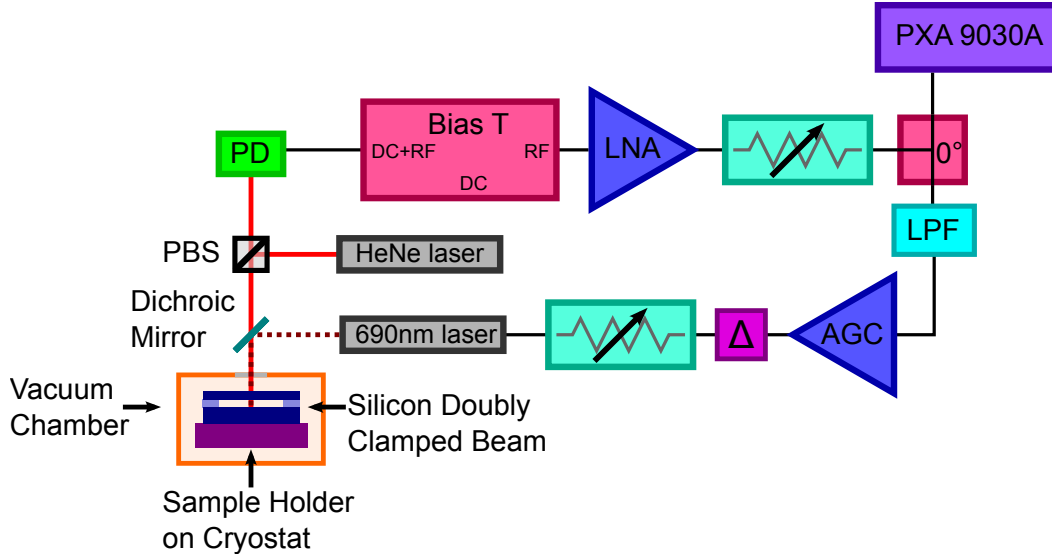 PXA 9030A
Bias T
PD
DC+RF
RF
DC
LNA
0°
LPF
PBS
HeNe laser
Dichroic
Mirror
690nm laser
Δ
AGC
Vacuum
Chamber
Silicon Doubly
Clamped Beam
Sample Holder
on Cryostat